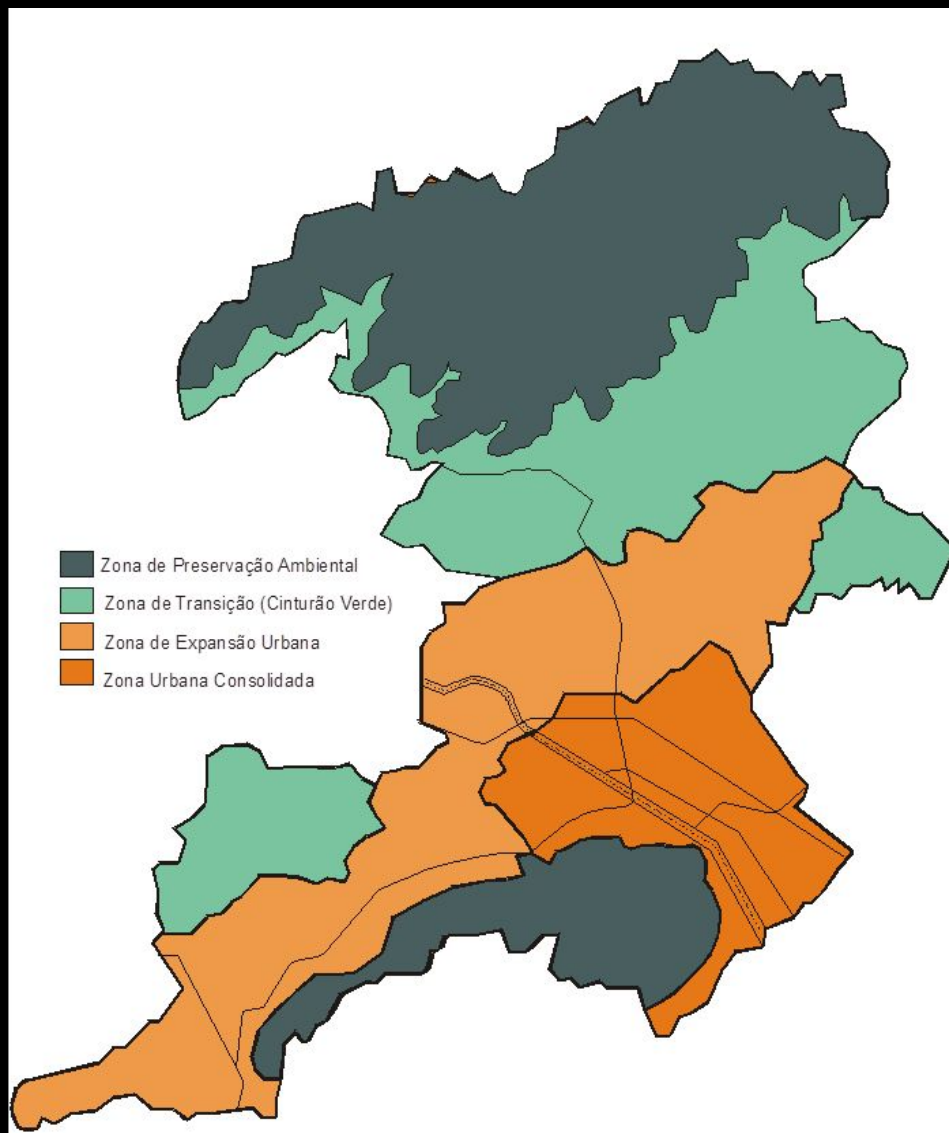 Zona de Preservação Ambiental
Zona de Transição (Cinturão Verde)
Zona de Expansão Urbana
Zona Urbana Consolidada